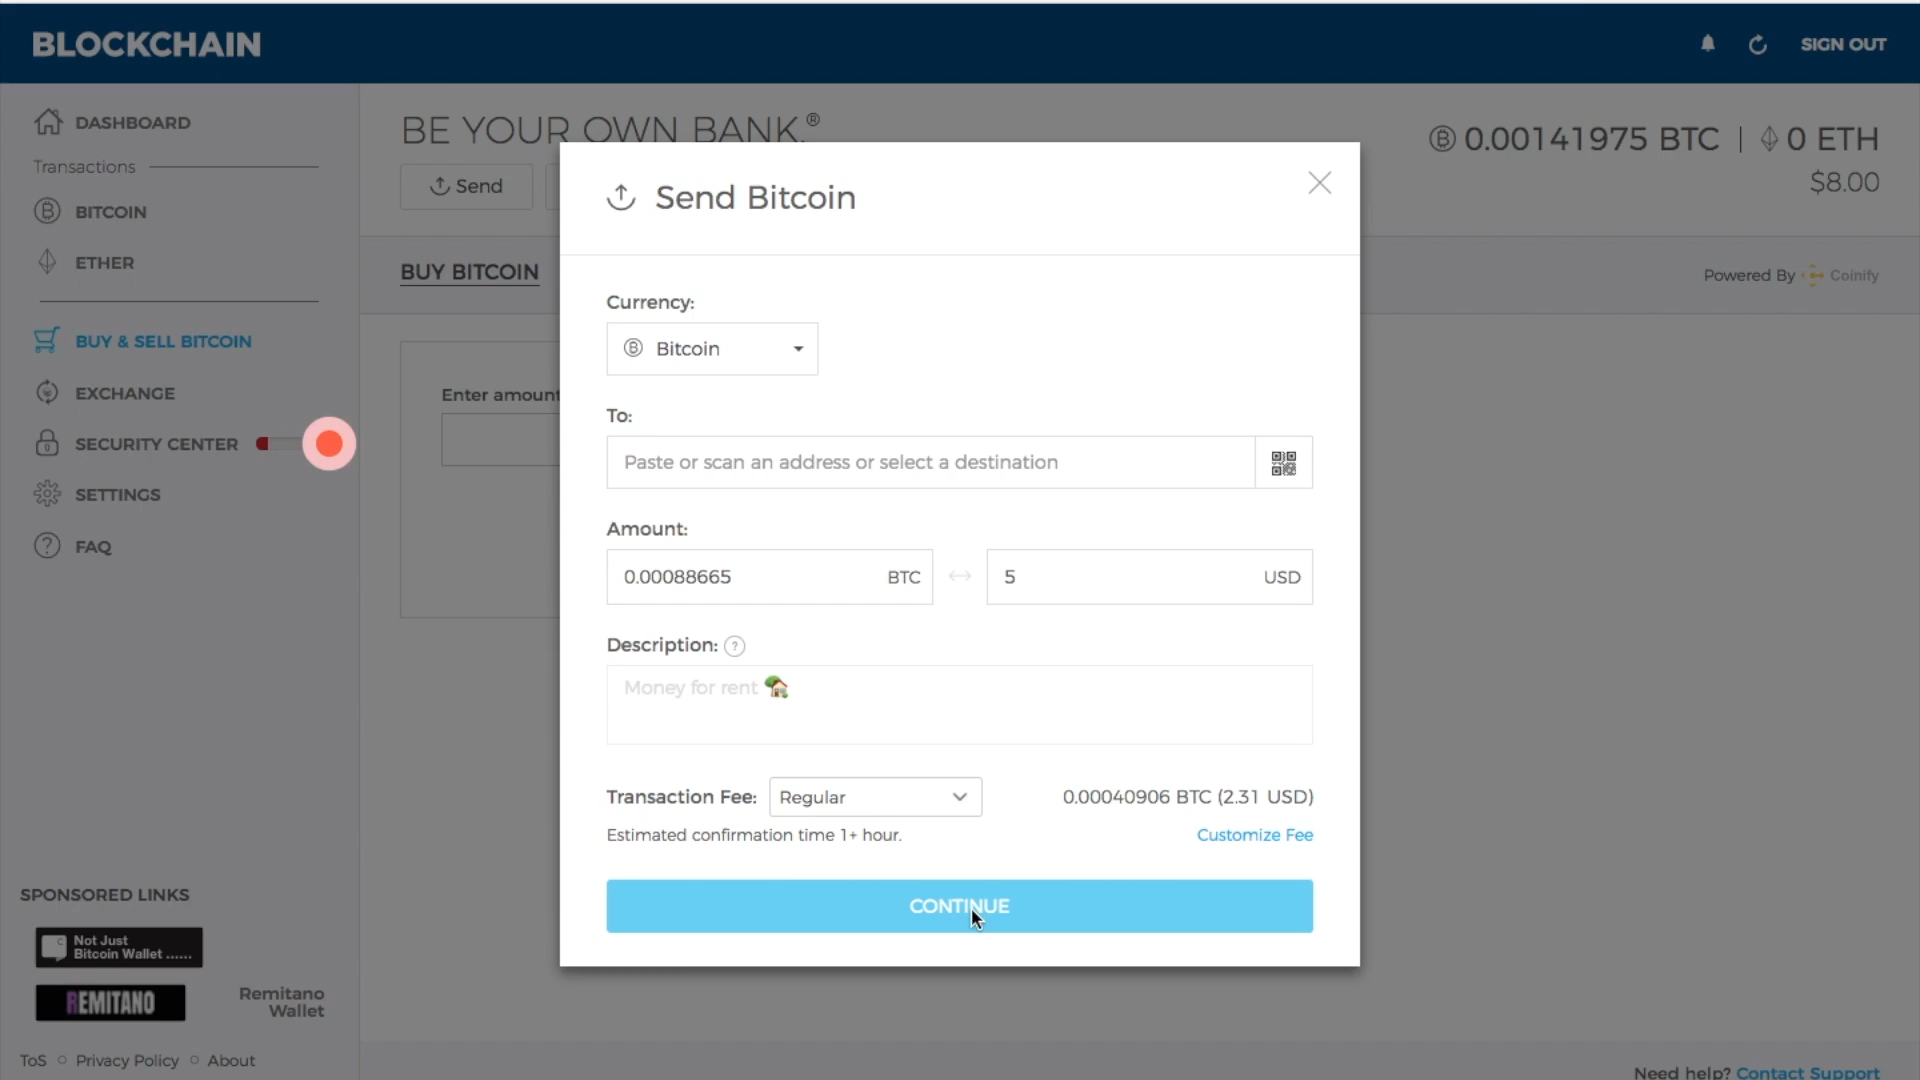 BLOCKCHAIN
SIGN OUT
DASHBOARD
Transactions
BITCOIN
ETHER
BUY & SELL BITCOIN
EXCHANGE
SECURITY CENTER
SETTINGS
FAQ
SPONSORED LINKS
Not Just
Bitcoin Wallet ......
REMITANO
Remitano
Wallet
ToS
Privacy Policy
About
BE YOUR OWN BANK.®
0.00141975 BTC | 0 ETH
$8.00
Send
BUY BITCOIN
Powered By Coinify
Enter amount
Send Bitcoin
Currency:
Bitcoin
To:
Paste or scan an address or select a destination
Amount:
0.00088665 BTC
5 USD
Description: ?
Money for rent
Transaction Fee: Regular 0.00040906 BTC (2.31 USD)
Estimated confirmation time 1+ hour. Customize Fee
CONTINUE
Need help? Contact Support